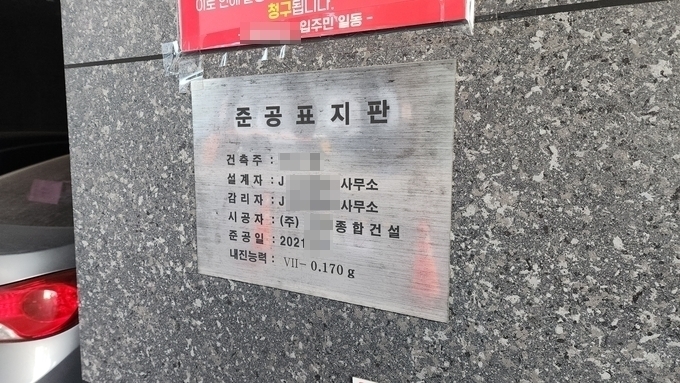 청구됩니다.
입주민 일동 -
준공표지판
건축주 :
설계자 : J 사무소
감리자 : J 사무소
시공자 : (주) 종합건설
준공일 : 2021
내진능력 : VII- 0.170 g